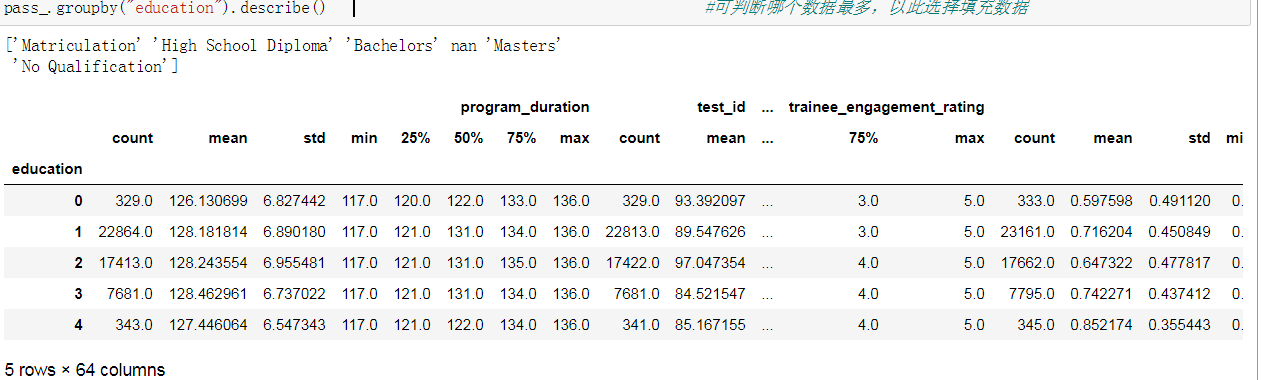 pass_.groupby("education").describe() #可判断哪个数据最多，以此选择填充数据
['Matriculation' 'High School Diploma' 'Bachelors' nan 'Masters'
'No Qualification']
program_duration test_id ... trainee_engagement_rating
count mean std min 25% 50% 75% max count mean ... 75% max count mean std mi
education
0 329.0 126.130699 6.827442 117.0 120.0 122.0 133.0 136.0 329.0 93.392097 ... 3.0 5.0 333.0 0.597598 0.491120 0.
1 22864.0 128.181814 6.890180 117.0 121.0 131.0 134.0 136.0 22813.0 89.547626 ... 3.0 5.0 23161.0 0.716204 0.450849 0.
2 17413.0 128.243554 6.955481 117.0 121.0 131.0 135.0 136.0 17422.0 97.047354 ... 4.0 5.0 17662.0 0.647322 0.477817 0.
3 7681.0 128.462961 6.737022 117.0 121.0 131.0 134.0 136.0 7681.0 84.521547 ... 4.0 5.0 7795.0 0.742271 0.437412 0.
4 343.0 127.446064 6.547343 117.0 121.0 122.0 134.0 136.0 341.0 85.167155 ... 4.0 5.0 345.0 0.852174 0.355443 0.
5 rows × 64 columns